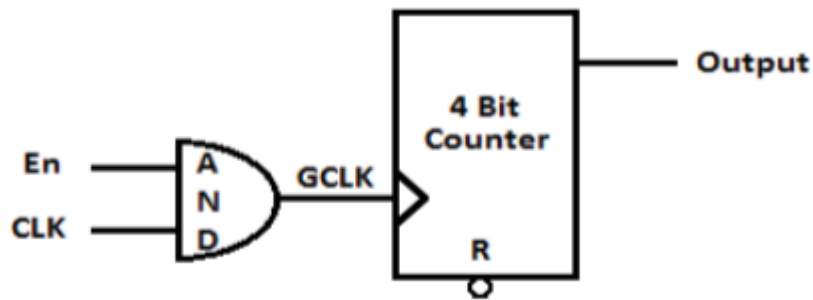 En
CLK
A
N
D
GCLK
4 Bit
Counter
R
Output